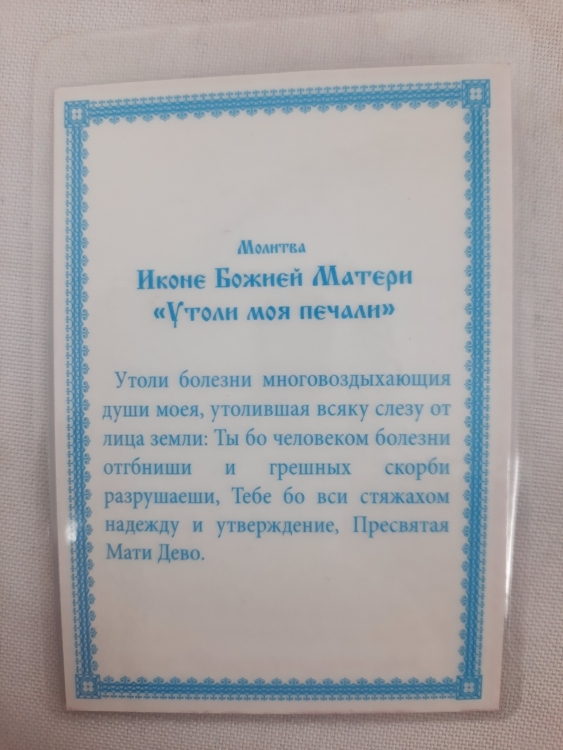 Молитва
Иконе Божией Матери
«Утоли моя печали»
Утоли болезни многовоздыхающия
души моея, утолившая всяку слезу от
лица земли: Ты бо человеком болезни
отгбниши и грешных скорби
разрушаеши, Тебе бо вси стяжахом
надежду и утверждение, Пресвятая
Мати Дево.